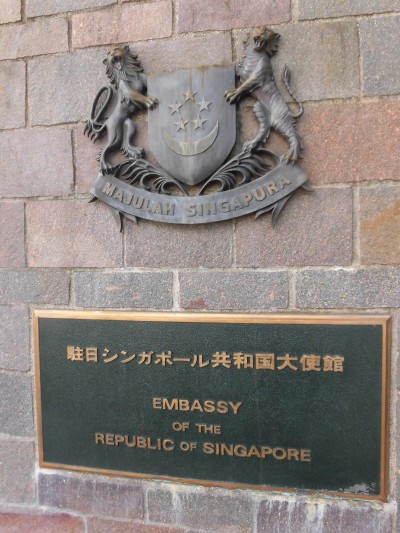 MAJULAH SINGAPURA
駐日シンガポール共和国大使館
EMBASSY
OF THE
REPUBLIC OF SINGAPORE